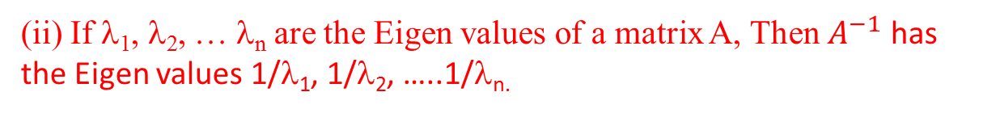 (ii) If λ₁, λ₂, … λₙ are the Eigen values of a matrix A, Then A⁻¹ has
the Eigen values 1/λ₁, 1/λ₂, .....1/λₙ.